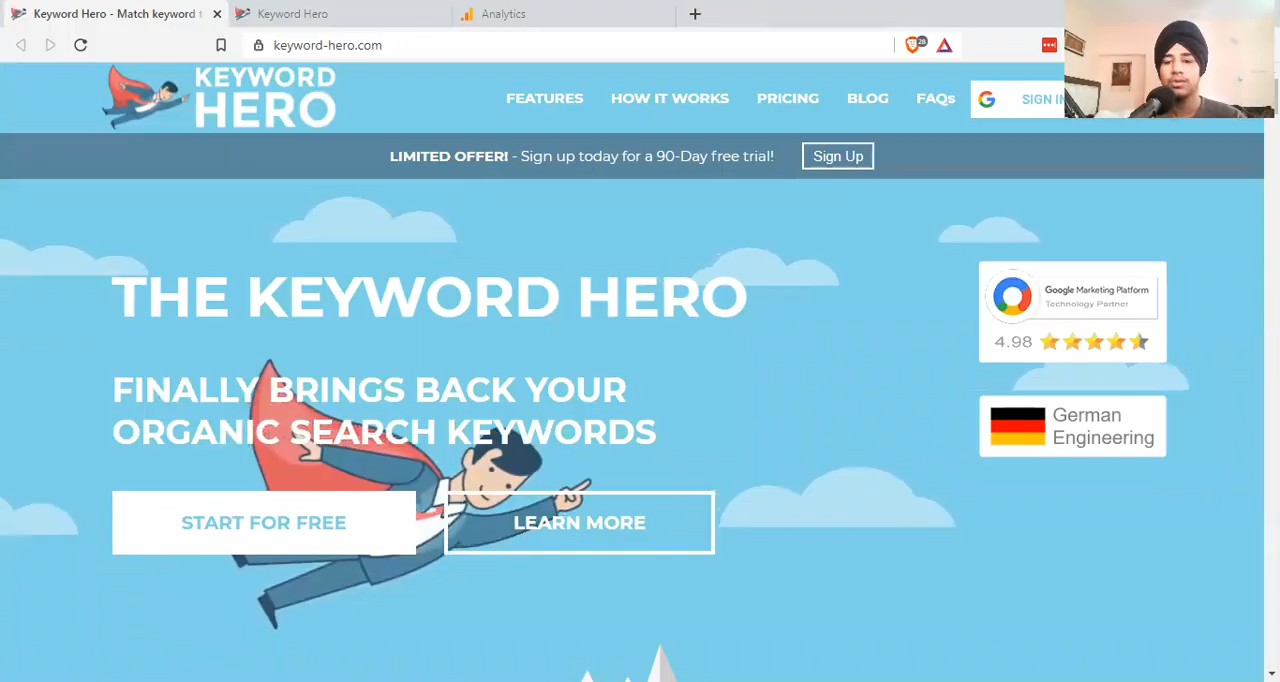 Keyword Hero - Match keyword t
Keyword Hero
Analytics
keyword-hero.com
28
KEYWORD
HERO
FEATURES
HOW IT WORKS
PRICING
BLOG
FAQs
SIGN IN
LIMITED OFFER! - Sign up today for a 90-Day free trial!
Sign Up
THE KEYWORD HERO
FINALLY BRINGS BACK YOUR
ORGANIC SEARCH KEYWORDS
START FOR FREE
LEARN MORE
Google Marketing Platform
Technology Partner
4.98
German
Engineering